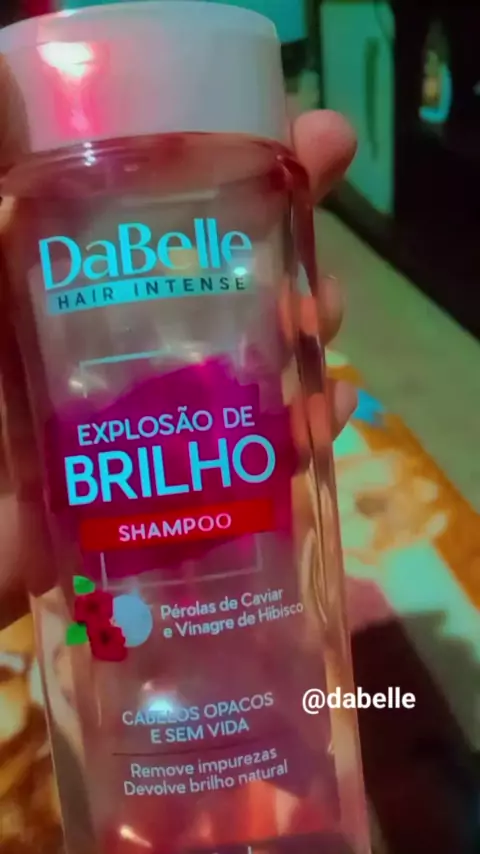 DaBelle
HAIR INTENSE
EXPLOSÃO DE
BRILHO
SHAMPOO
Pérolas de Caviar
e Vinagre de Hibisco
@dabelle
CABELOS OPACOS
E SEM VIDA
Remove impurezas
Devolve brilho natural